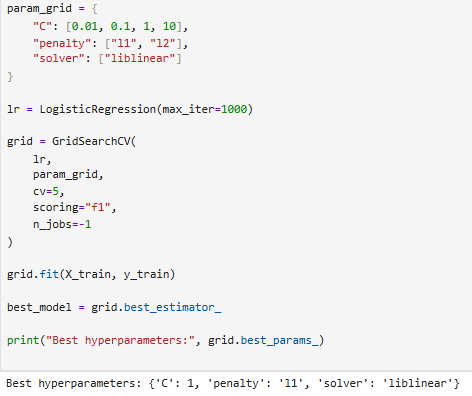 param_grid = {
    "C": [0.01, 0.1, 1, 10],
    "penalty": ["l1", "l2"],
    "solver": ["liblinear"]
}
lr = LogisticRegression(max_iter=1000)
grid = GridSearchCV(
    lr,
    param_grid,
    cv=5,
    scoring="f1",
    n_jobs=-1
)
grid.fit(X_train, y_train)
best_model = grid.best_estimator_
print("Best hyperparameters:", grid.best_params_)
Best hyperparameters: {'C': 1, 'penalty': 'l1', 'solver': 'liblinear'}